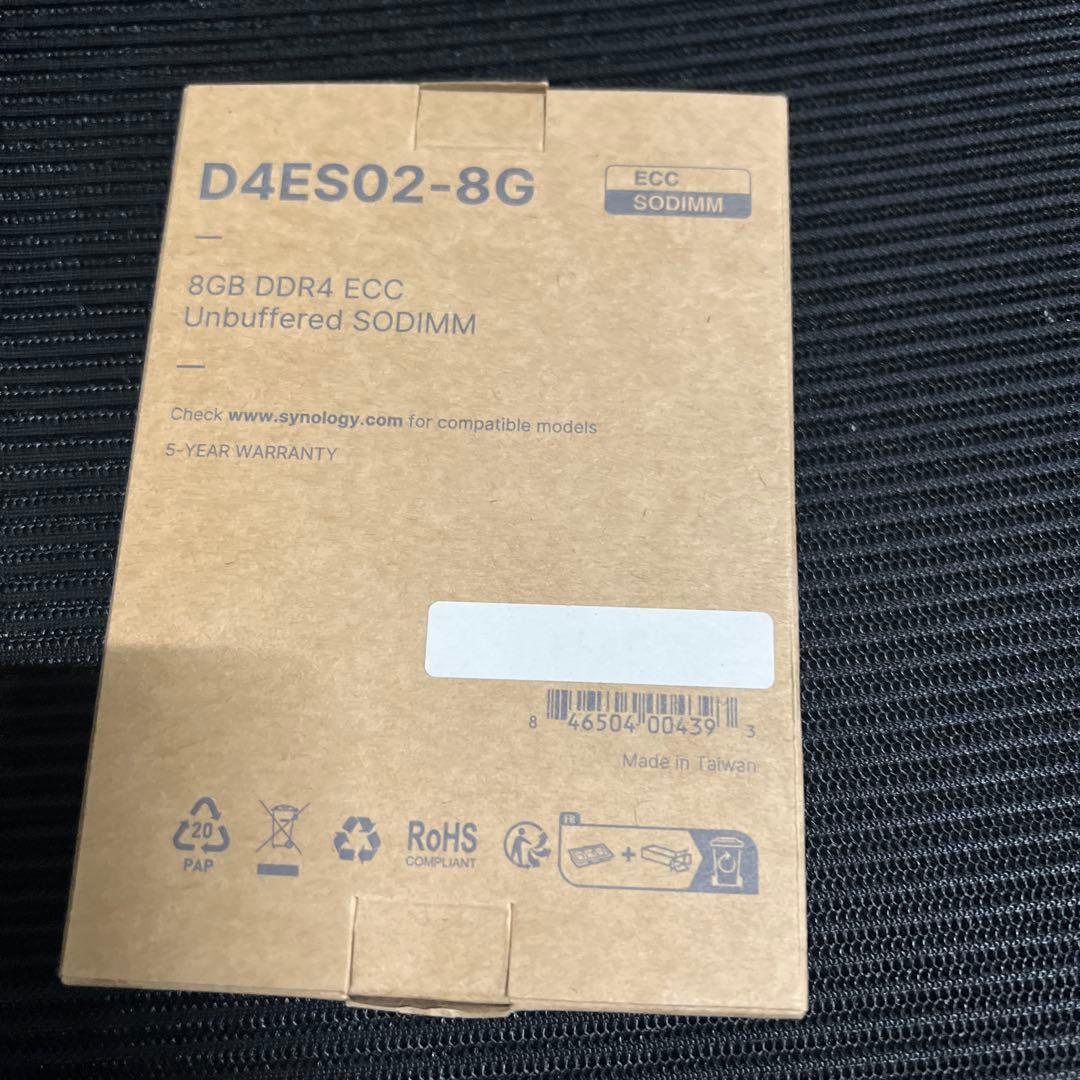 D4ES02-8G
ECC
SODIMM
8GB DDR4 ECC
Unbuffered SODIMM
Check www.synology.com for compatible models
5-YEAR WARRANTY
8 46504 00439 3
Made in Taiwan
20
PAP
RoHS
COMPLIANT
FR
+